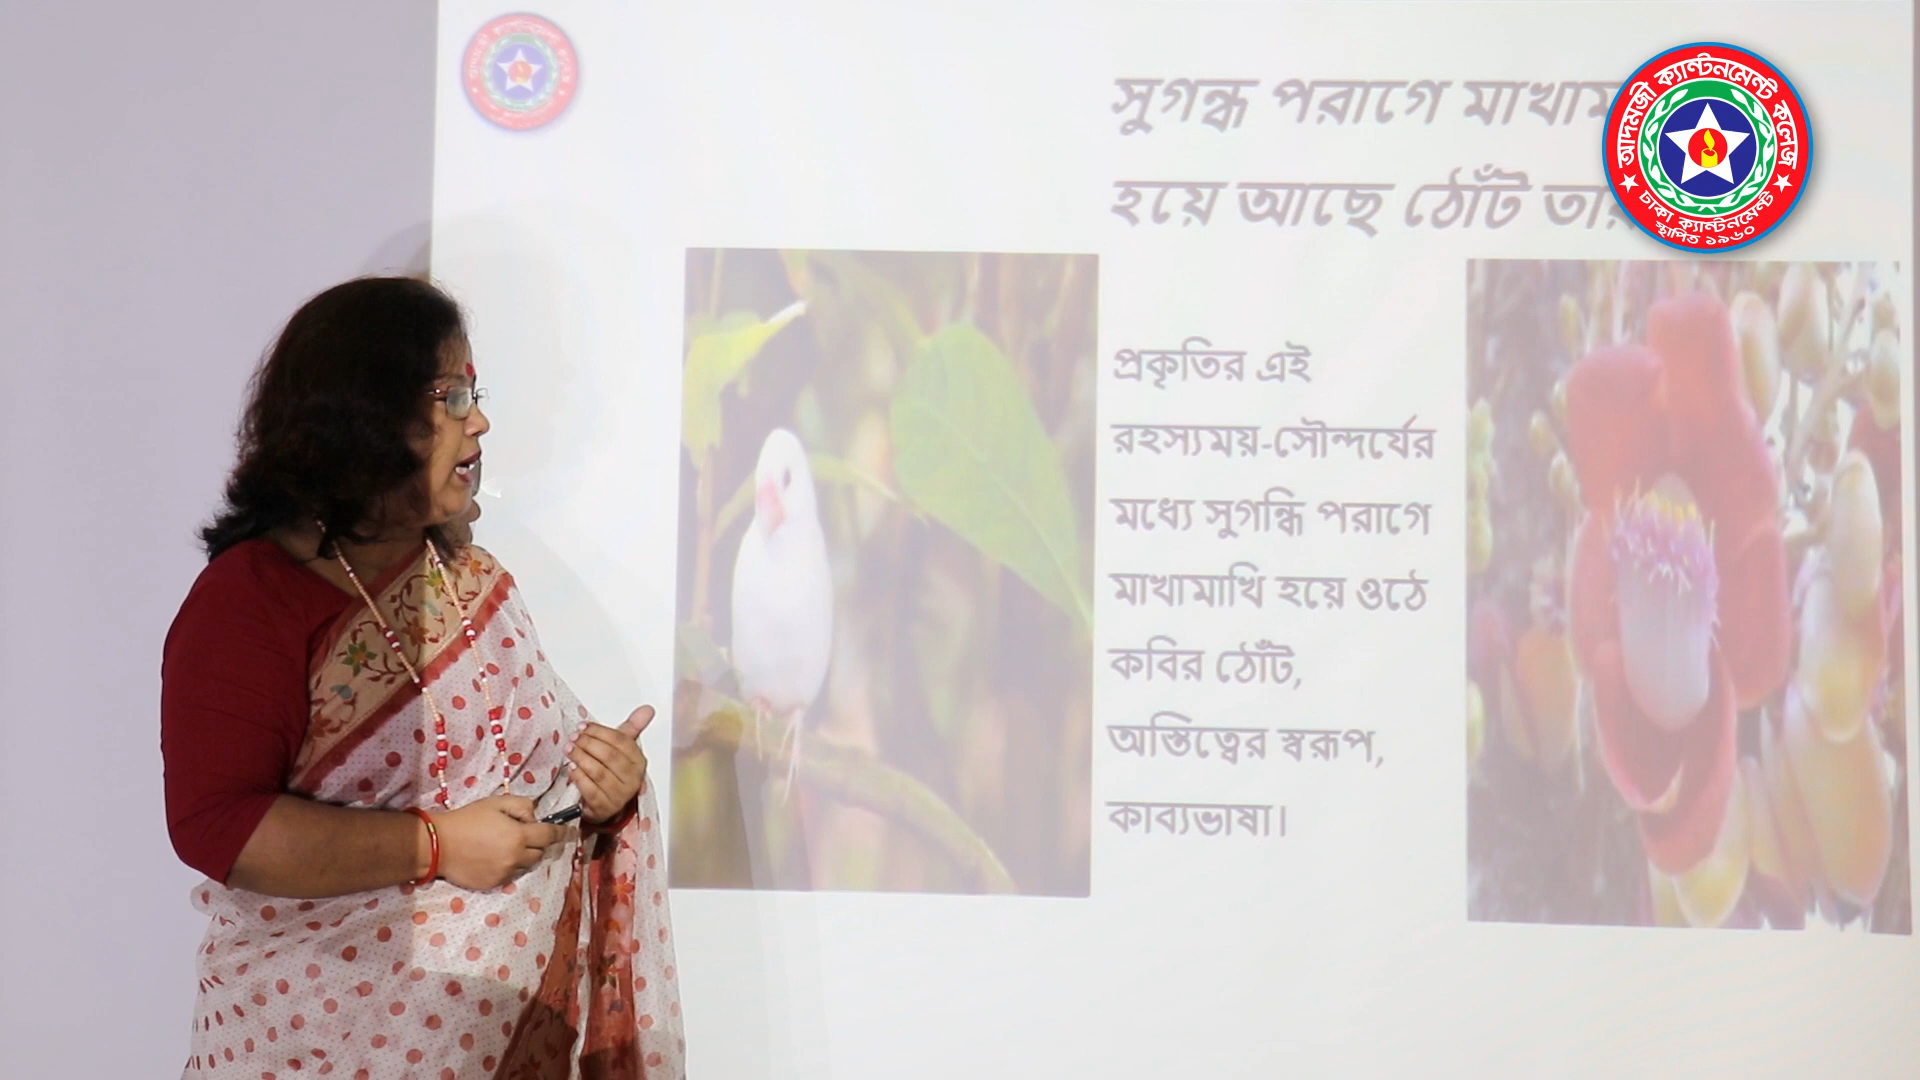 সুগন্ধ পরাগে
হয়ে আছে ঠোঁট
প্রকৃতির এই
রহস্যময়-সৌন্দর্যের
মধ্যে সুগন্ধি পরাগে
মাখামাখি হয়ে ওঠে
কবির ঠোঁট,
অস্তিত্বের স্বরূপ,
কাব্যভাষা।
আদমজী ক্যান্টনমেন্ট কলেজ
ঢাকা ক্যান্টনমেন্ট
স্থাপিত ১৯৬০